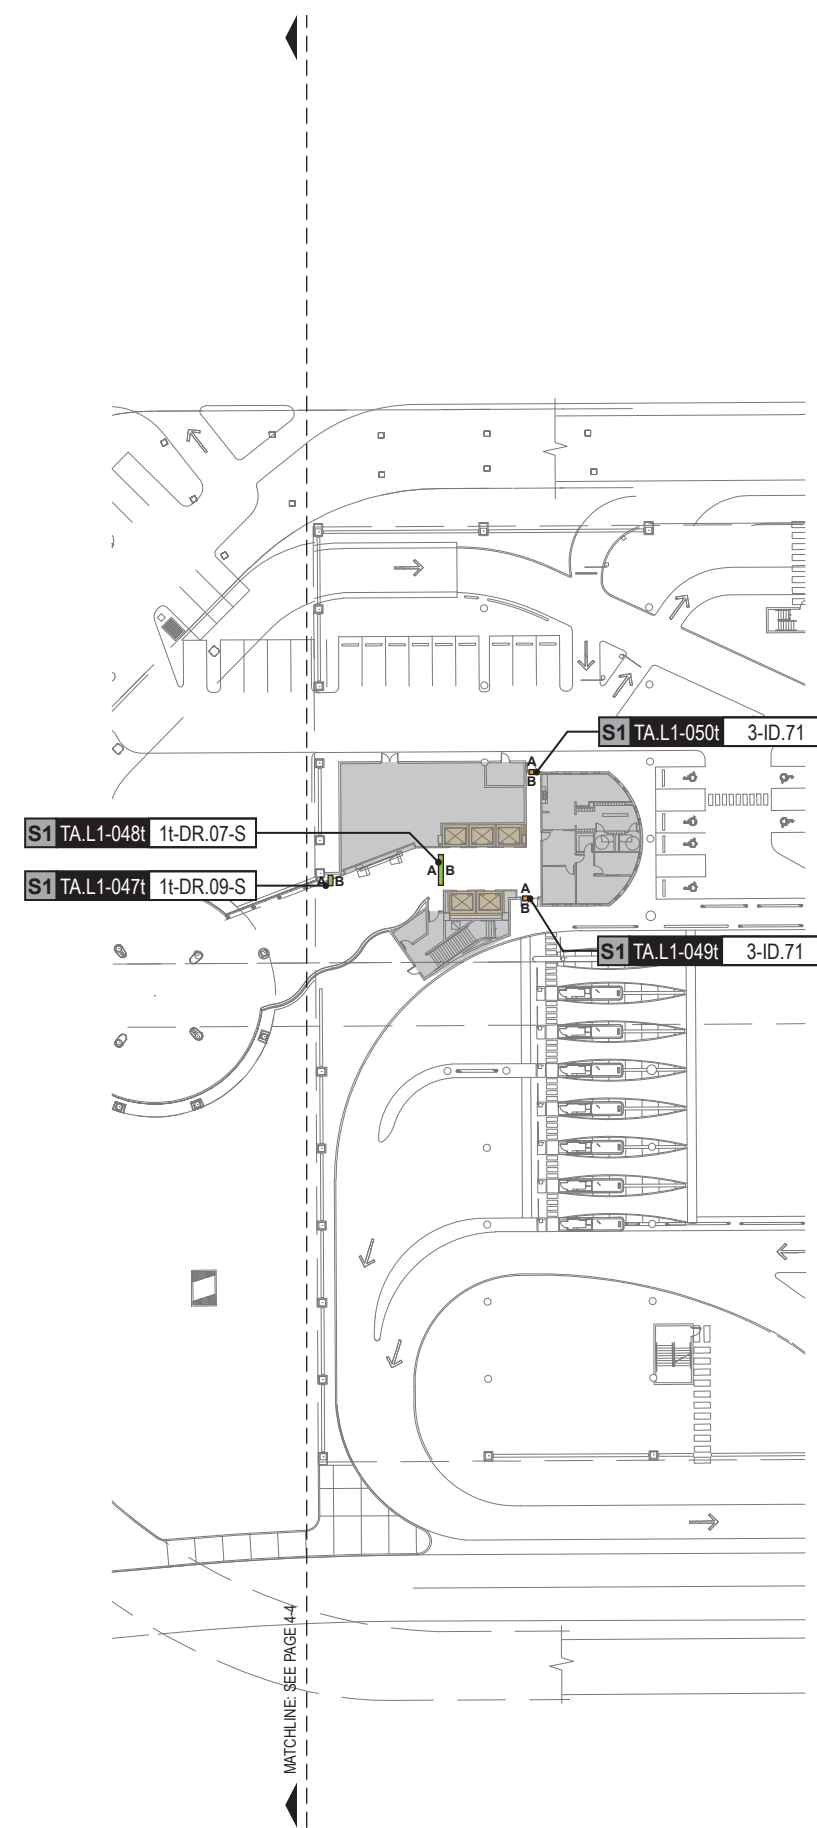 S1 TA.L1-050t 3-ID.71
A
B
S1 TA.L1-048t 1t-DR.07-S
A B
S1 TA.L1-047t 1t-DR.09-S
A B
A
B
S1 TA.L1-049t 3-ID.71
MATCHLINE: SEE PAGE 4-4